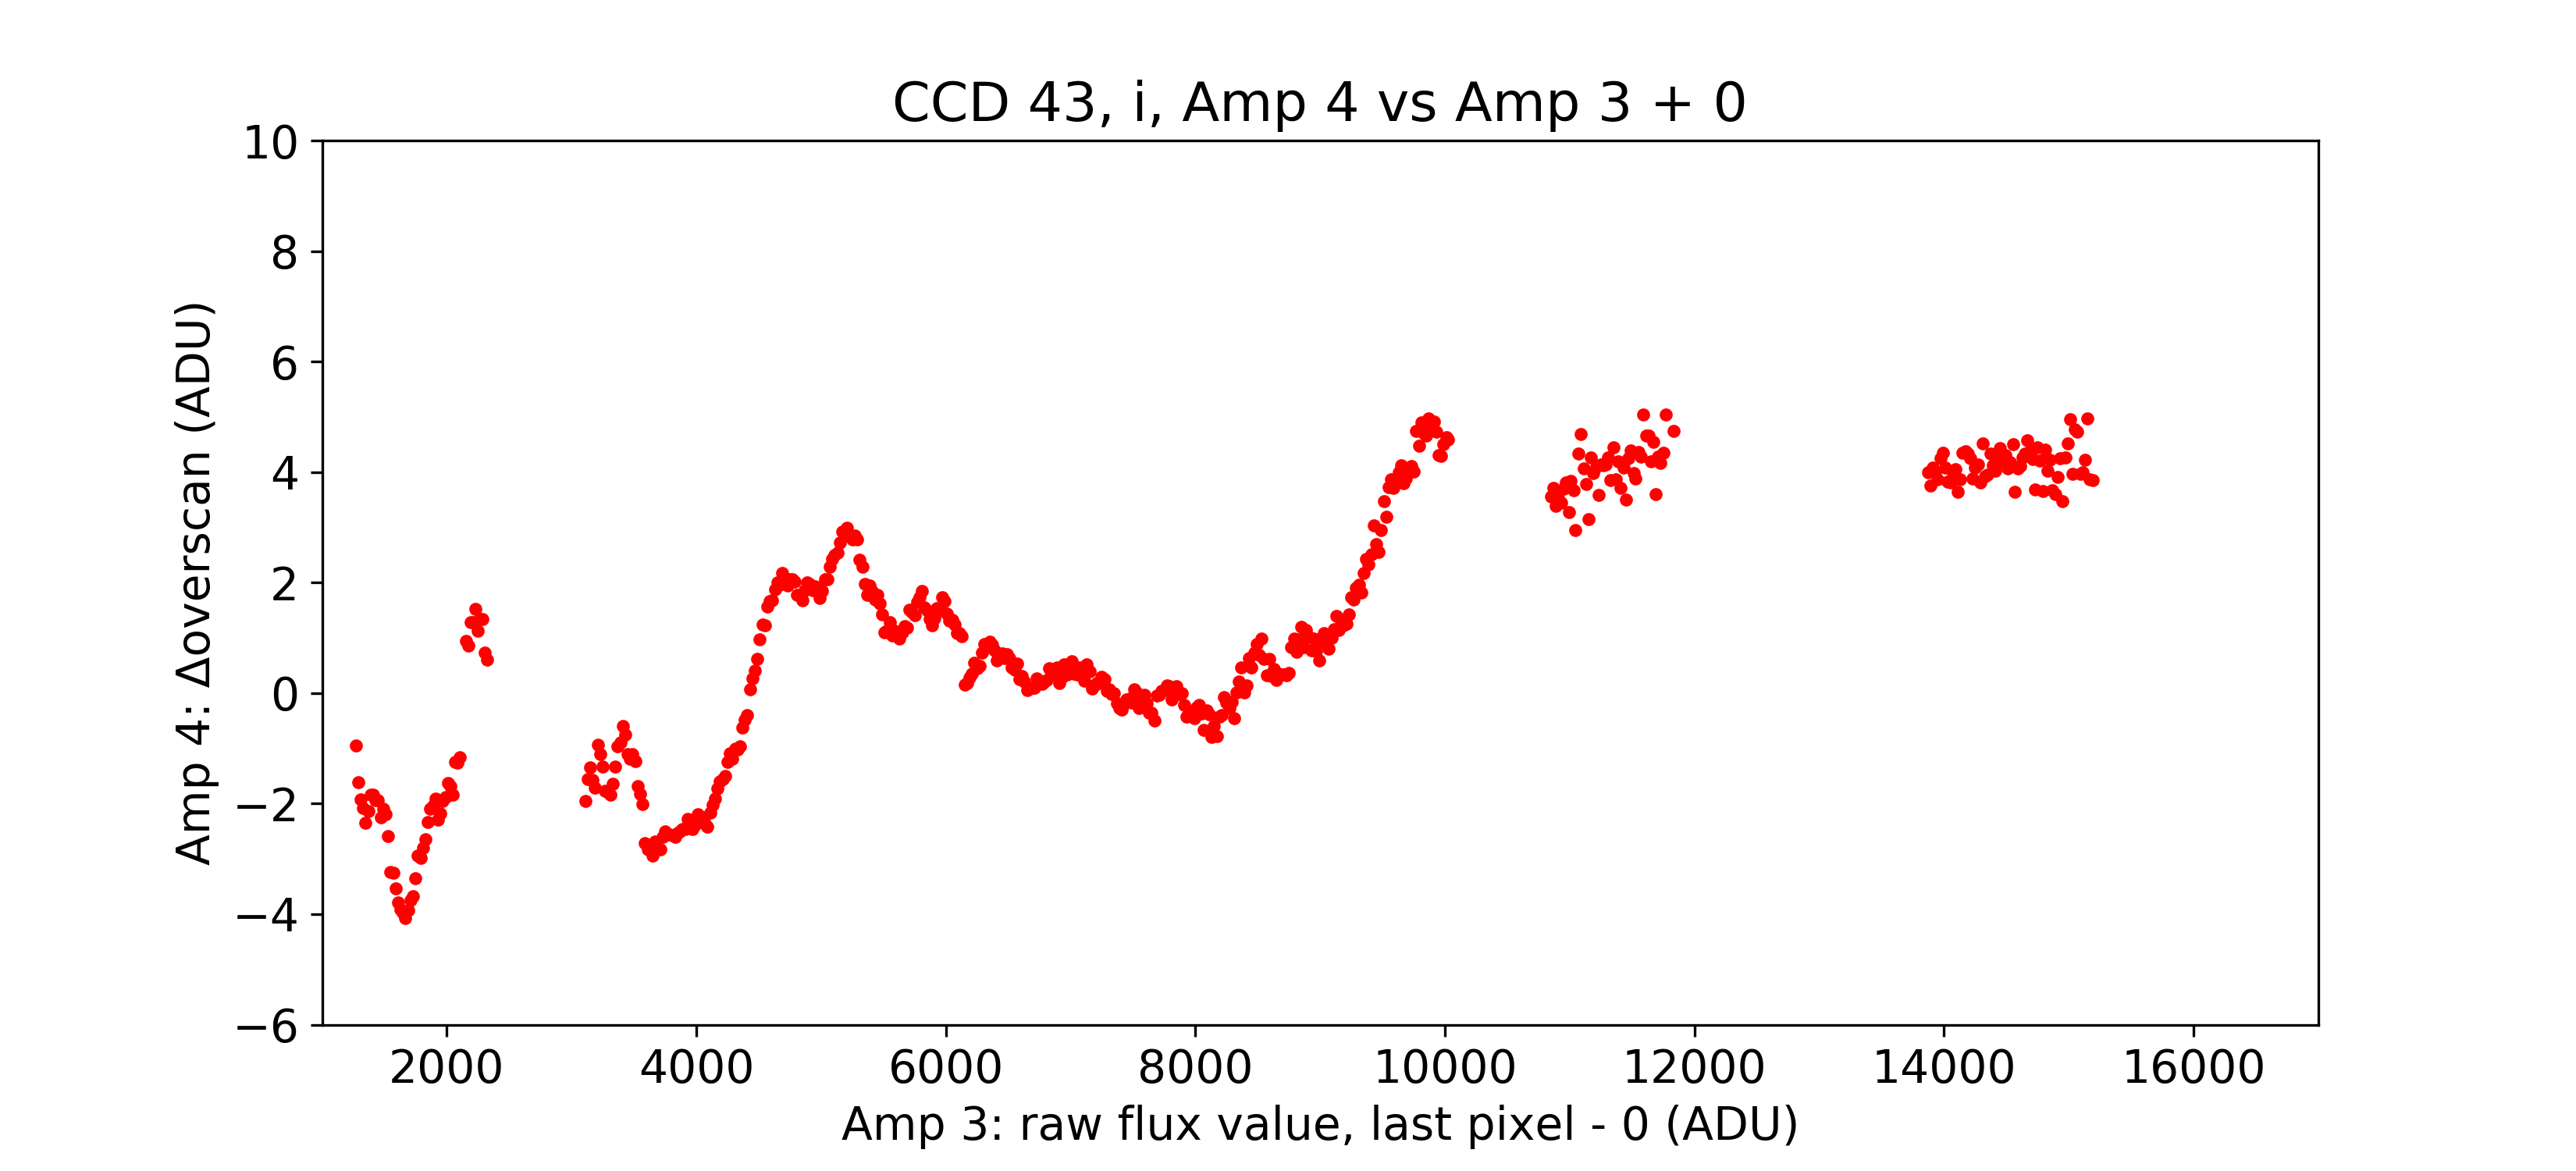 CCD 43, i, Amp 4 vs Amp 3 + 0
10
8
6
4
2
0
−2
−4
−6
Amp 4: Δoverscan (ADU)
2000 4000 6000 8000 10000 12000 14000 16000
Amp 3: raw flux value, last pixel - 0 (ADU)